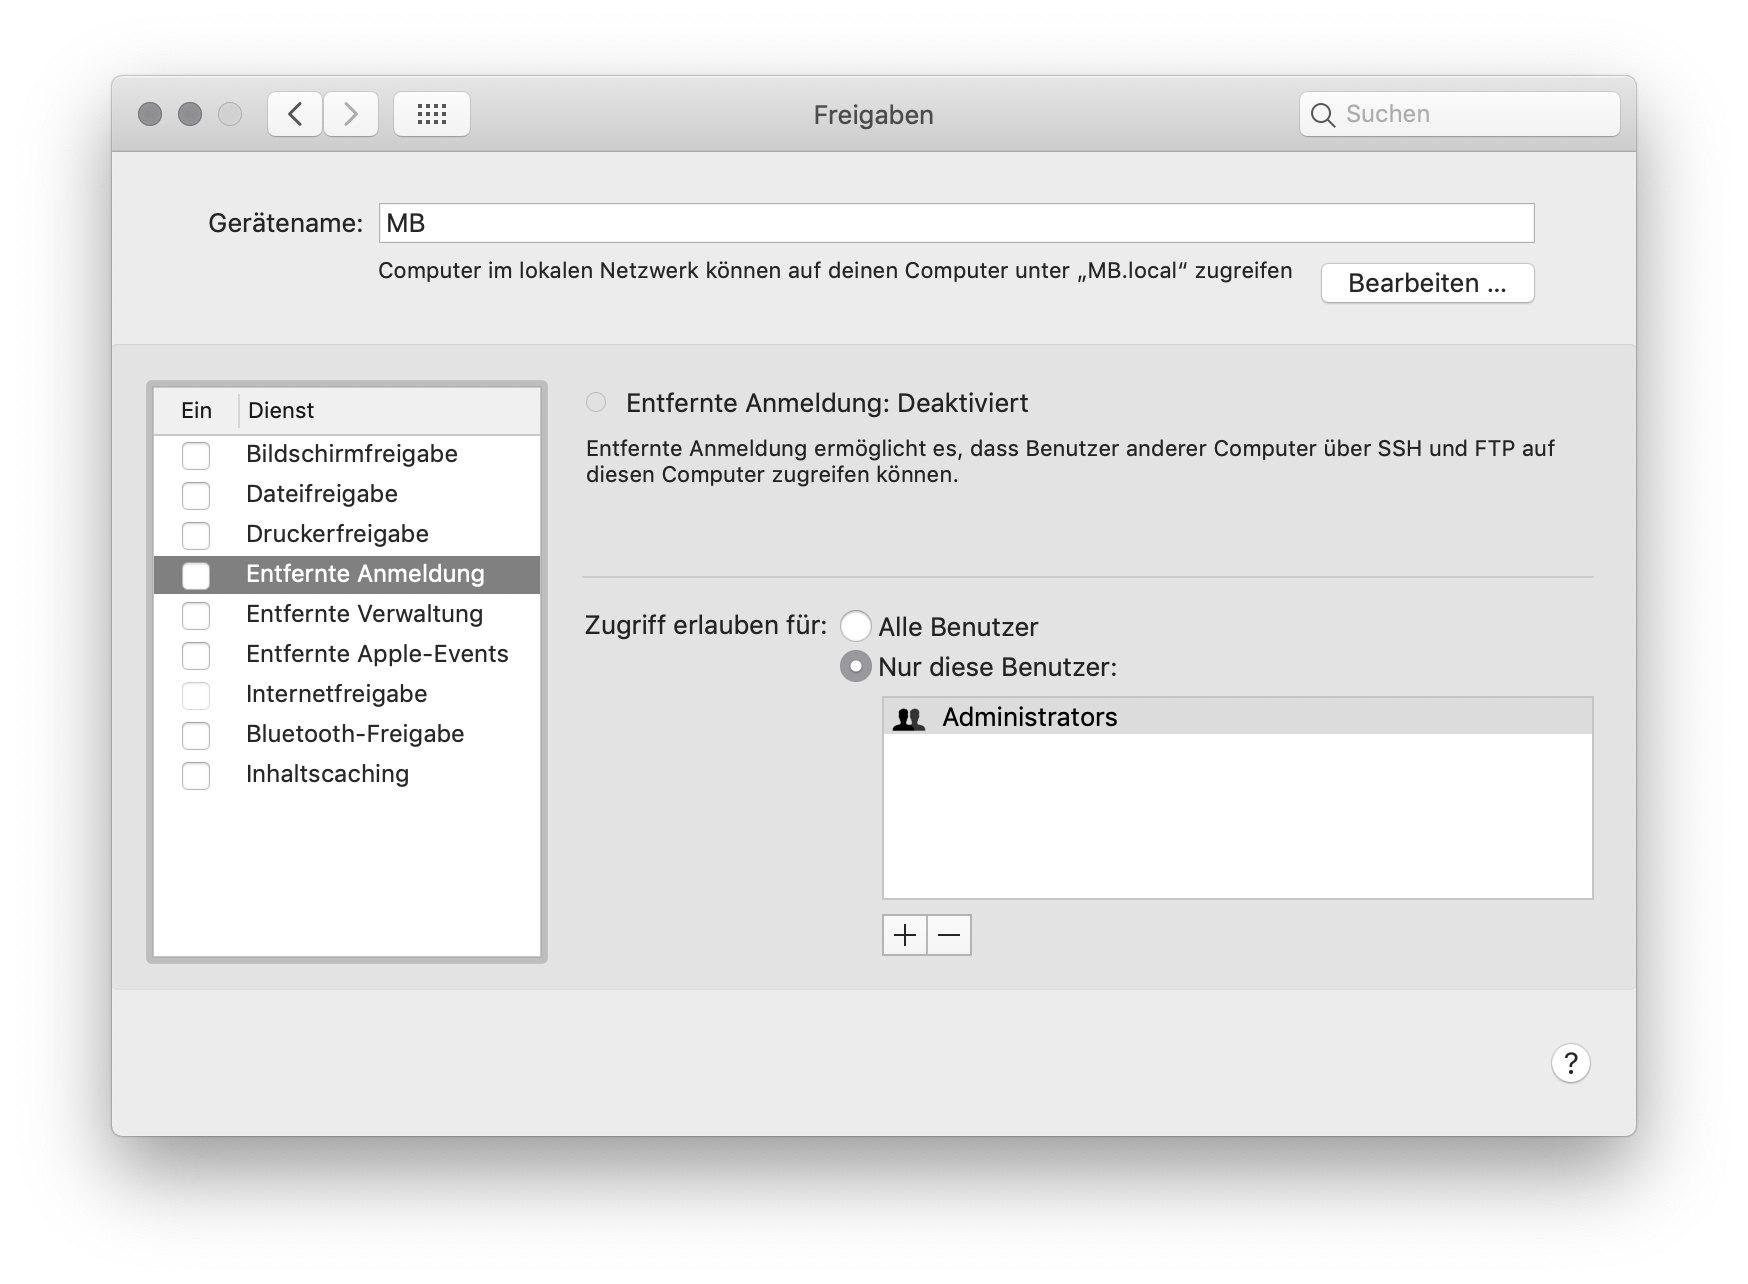 Freigaben
Suchen
Gerätename: MB
Computer im lokalen Netzwerk können auf deinen Computer unter „MB.local“ zugreifen
Bearbeiten ...
Ein Dienst
Bildschirmfreigabe
Dateifreigabe
Druckerfreigabe
Entfernte Anmeldung
Entfernte Verwaltung
Entfernte Apple-Events
Internetfreigabe
Bluetooth-Freigabe
Inhaltscaching
Entfernte Anmeldung: Deaktiviert
Entfernte Anmeldung ermöglicht es, dass Benutzer anderer Computer über SSH und FTP auf
diesen Computer zugreifen können.
Zugriff erlauben für: Alle Benutzer
Nur diese Benutzer:
Administrators
?